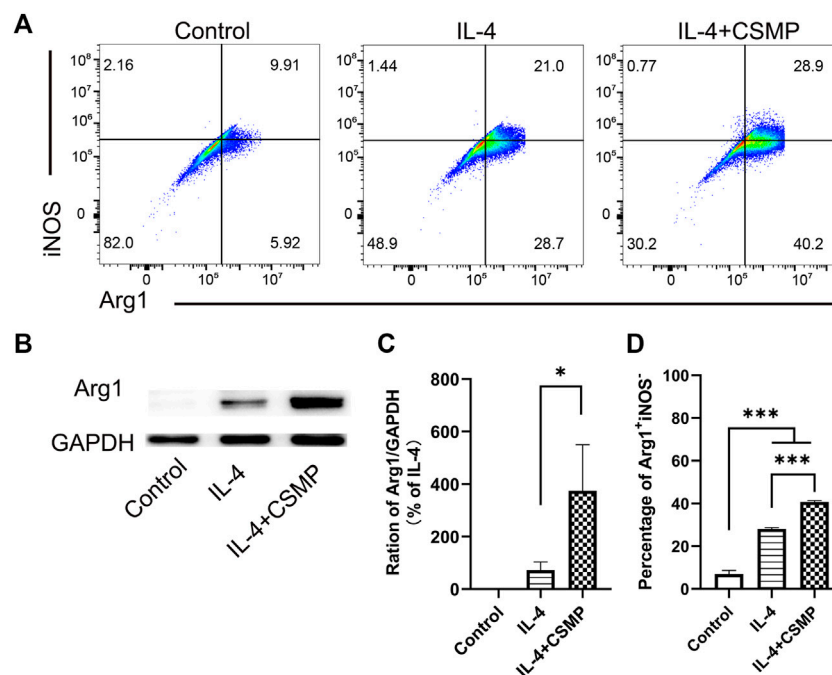 A
Control
IL-4
IL-4+CSMP
10⁸
10⁷
10⁶
10⁵
0
2.16
9.91
82.0
5.92
1.44
21.0
48.9
28.7
10⁸
10⁷
10⁶
10⁵
0
0.77
28.9
30.2
40.2
10⁸
10⁷
10⁶
10⁵
0
0 10⁵ 10⁷
0 10⁵ 10⁷
0 10⁵ 10⁷
iNOS
Arg1
B
Arg1
GAPDH
Control
IL-4
IL-4+CSMP
C
Ration of Arg1/GAPDH
(% of IL-4)
800
600
400
200
0
*
Control
IL-4
IL-4+CSMP
D
Percentage of Arg1⁺iNOS⁻
100
80
60
40
20
0
***
***
Control
IL-4
IL-4+CSMP